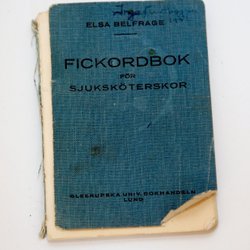 ELSA BELFRAGE
FICKORDBOK
FÖR
SJUKSKÖTERSKOR
GLEERUPSKA UNIV. BOKHANDELN
LUND